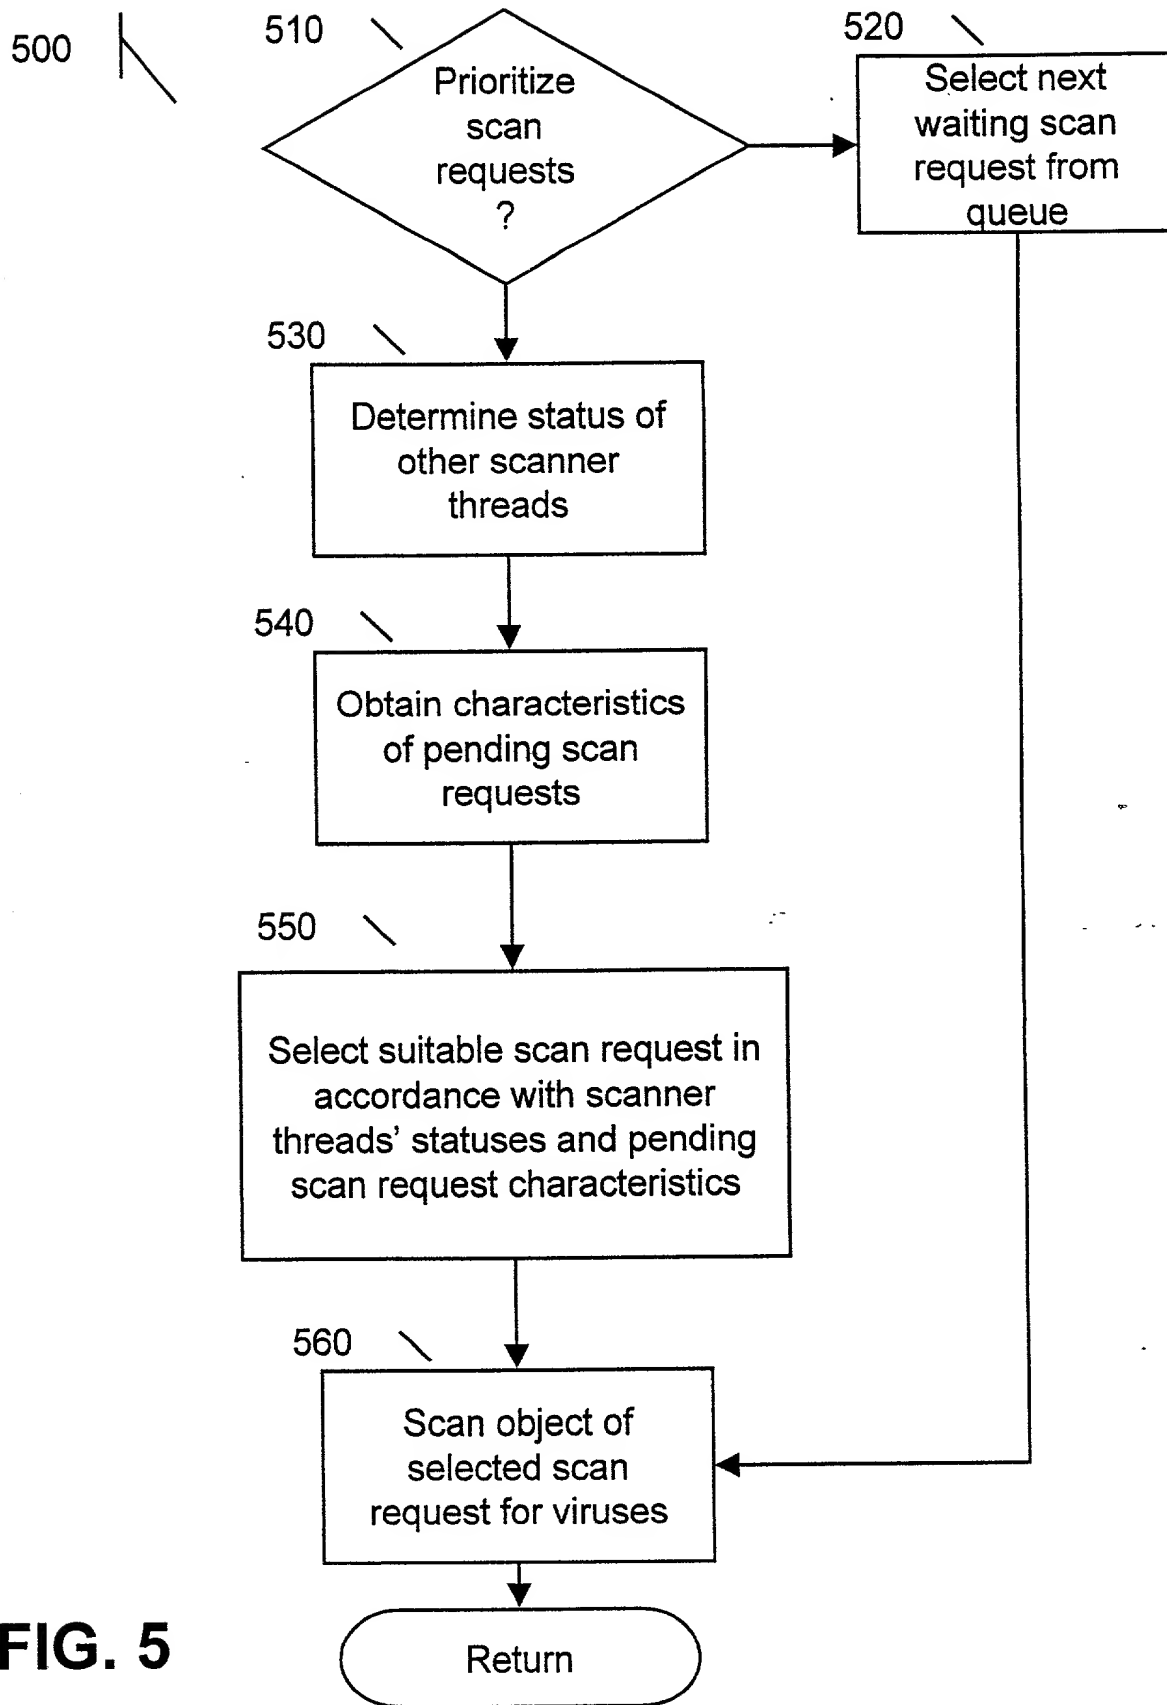 500
510
Prioritize
scan
requests
?
520
Select next
waiting scan
request from
queue
530
Determine status of
other scanner
threads
540
Obtain characteristics
of pending scan
requests
550
Select suitable scan request in
accordance with scanner
threads’ statuses and pending
scan request characteristics
560
Scan object of
selected scan
request for viruses
Return
FIG. 5